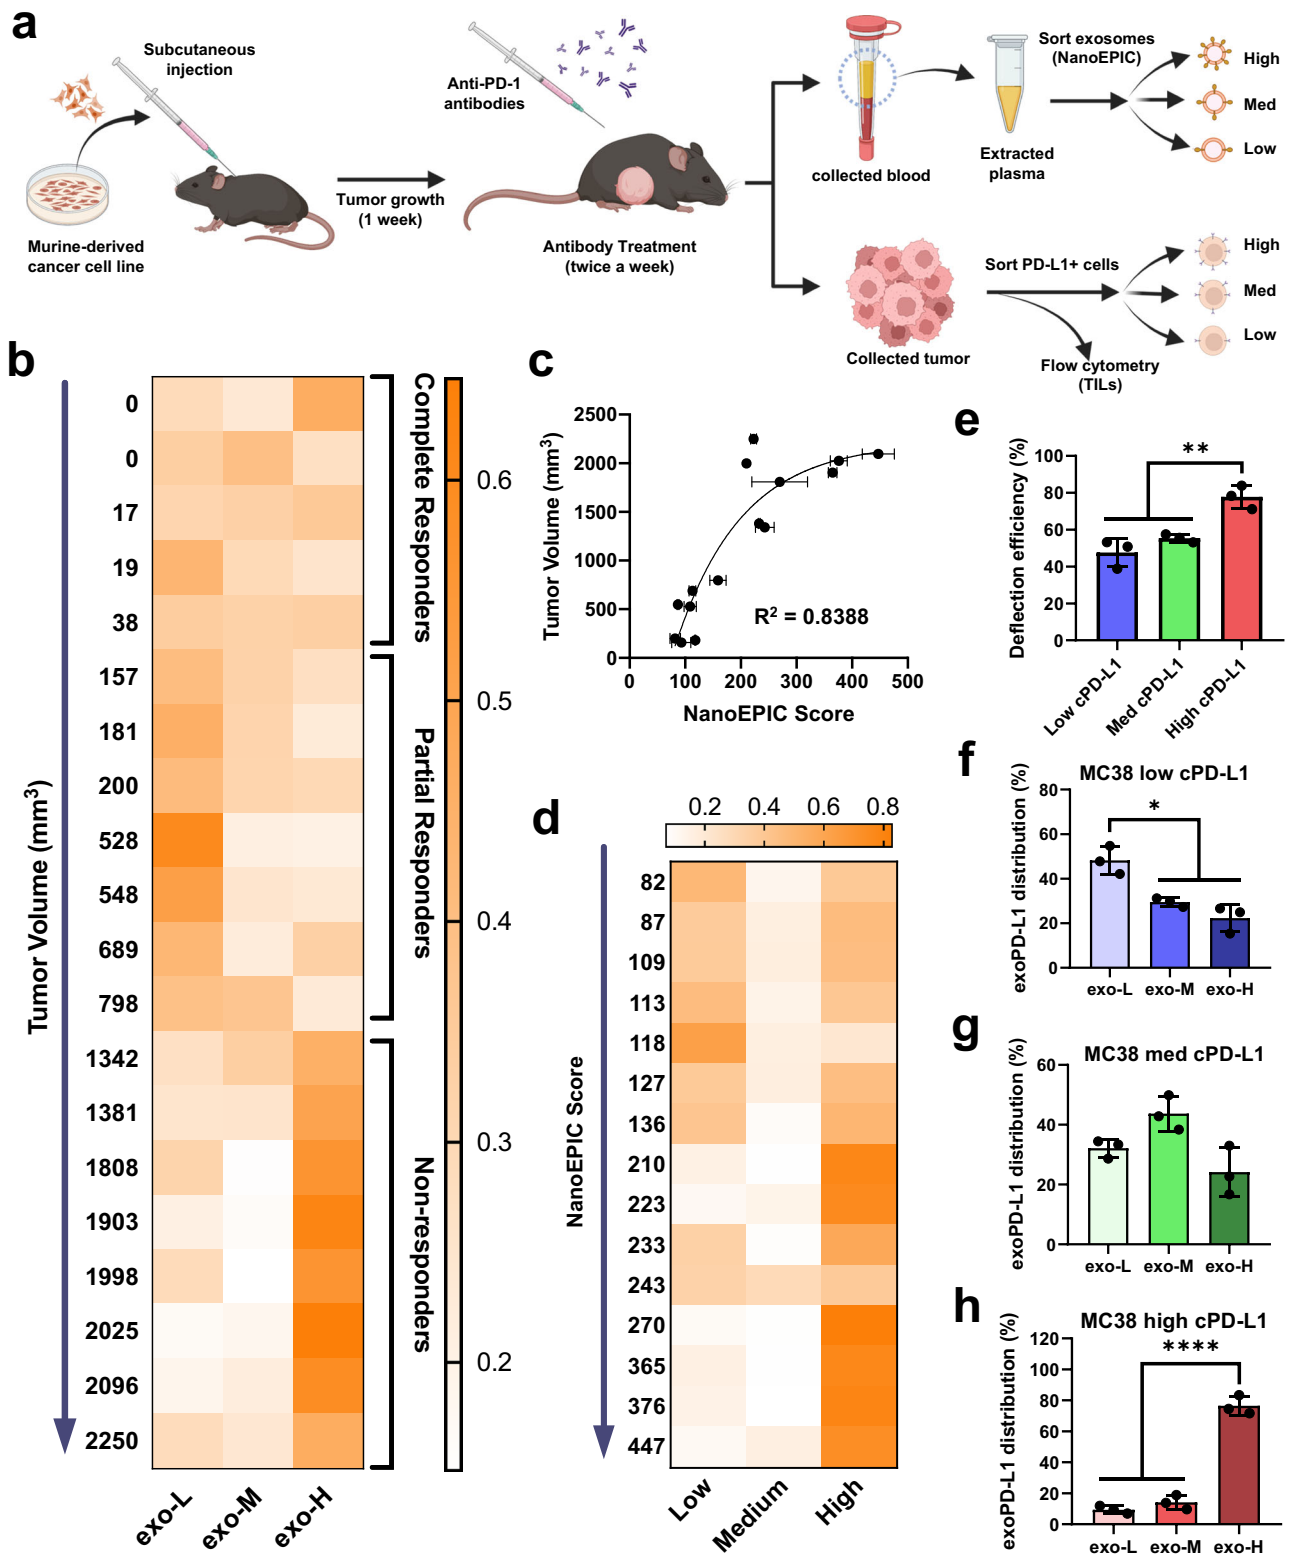 a
Subcutaneous
injection
Murine-derived
cancer cell line
Tumor growth
(1 week)
Anti-PD-1
antibodies
Antibody Treatment
(twice a week)
collected blood
Extracted
plasma
Sort exosomes
(NanoEPIC)
High
Med
Low
Collected tumor
Sort PD-L1+ cells
High
Med
Low
Flow cytometry
(TILs)
b
Tumor Volume (mm³)
0
0
17
19
38
157
181
200
528
548
689
798
1342
1381
1808
1903
1998
2025
2096
2250
exo-L
exo-M
exo-H
Complete Responders
Partial Responders
Non-responders
0.6
0.5
0.4
0.3
0.2
c
Tumor Volume (mm³)
2500
2000
1500
1000
500
0
R² = 0.8388
0 100 200 300 400 500
NanoEPIC Score
d
0.2 0.4 0.6 0.8
NanoEPIC Score
82
87
109
113
118
127
136
210
223
233
243
270
365
376
447
Low
Medium
High
e
Deflection efficiency (%)
100
80
60
40
20
0
**
Low cPD-L1
Med cPD-L1
High cPD-L1
f
MC38 low cPD-L1
exoPD-L1 distribution (%)
80
60
40
20
0
*
exo-L exo-M exo-H
g
MC38 med cPD-L1
exoPD-L1 distribution (%)
60
40
20
0
exo-L exo-M exo-H
h
MC38 high cPD-L1
exoPD-L1 distribution (%)
120
100
80
60
40
20
0
****
exo-L exo-M exo-H